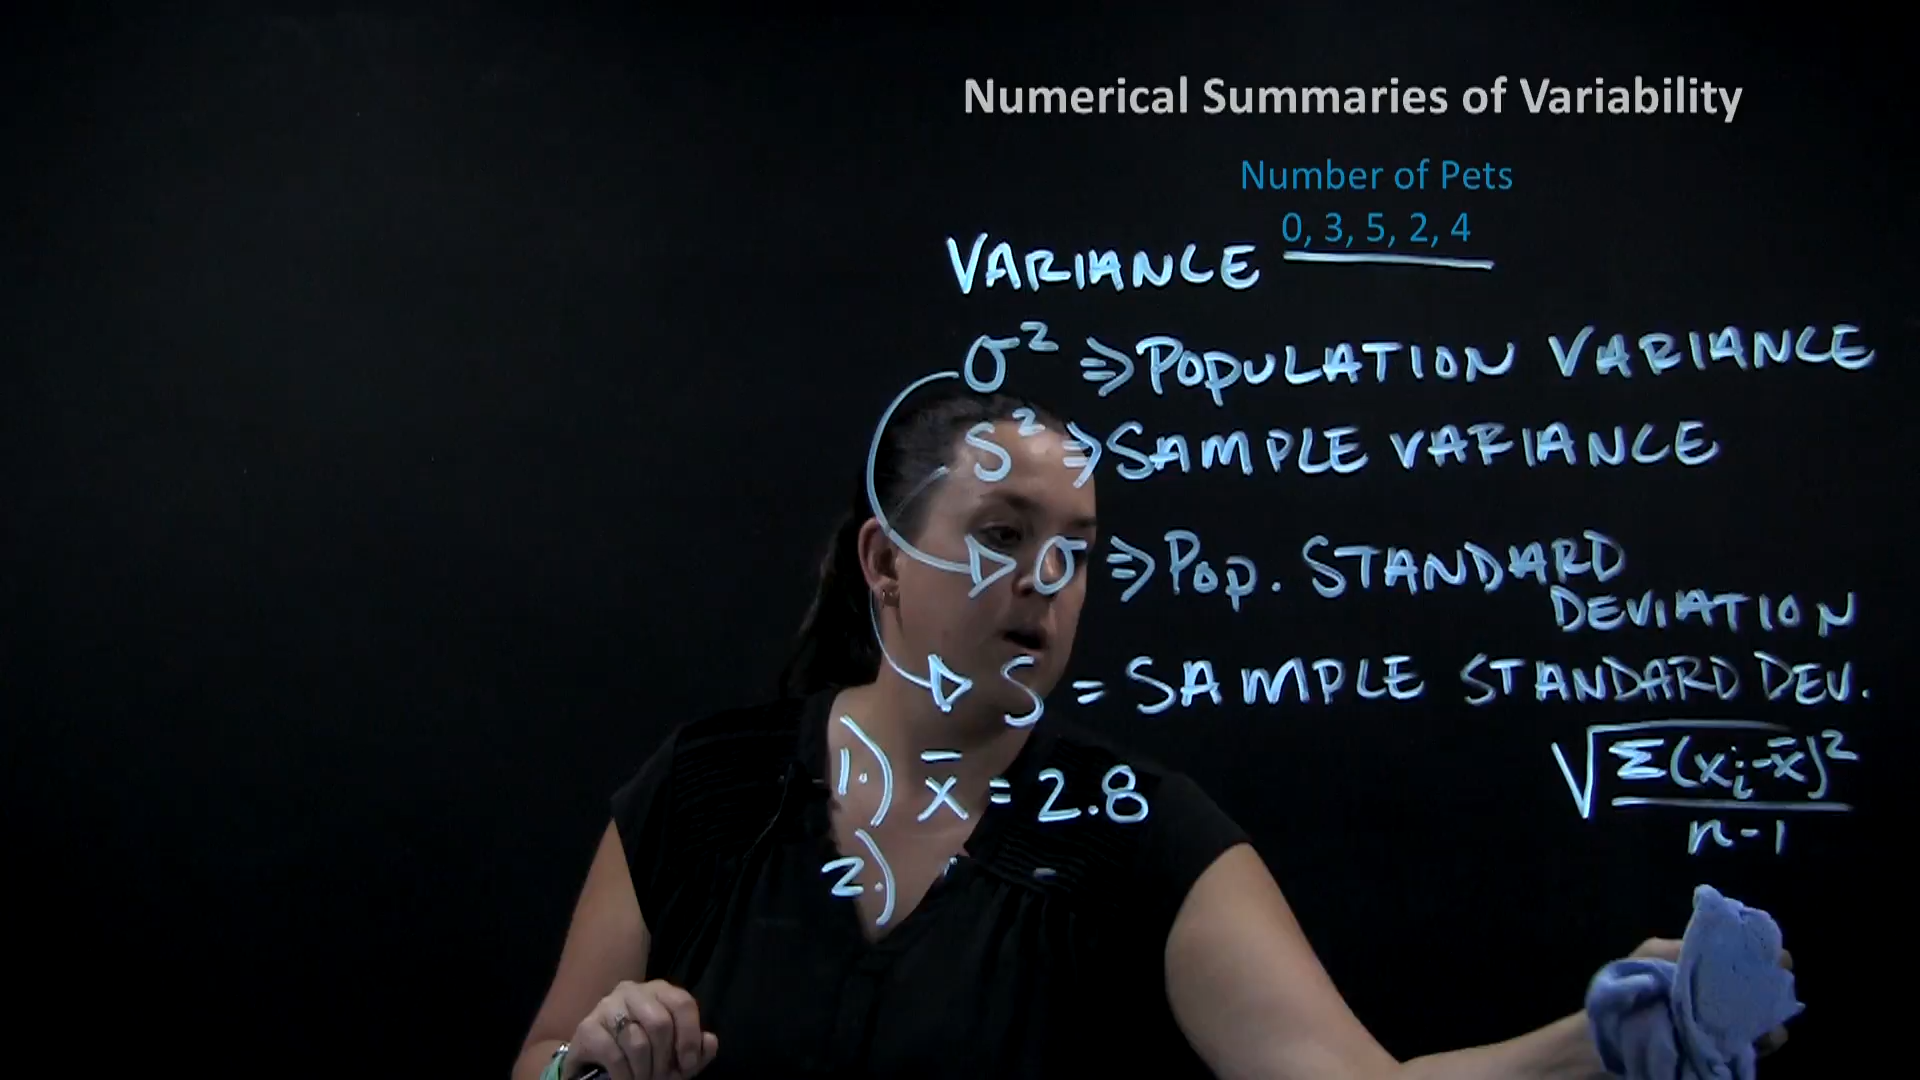 Numerical Summaries of Variability
Number of Pets
0, 3, 5, 2, 4
VARIANCE
σ² ⇒ POPULATION VARIANCE
S² ⇒ SAMPLE VARIANCE
σ ⇒ POP. STANDARD
DEVIATION
S = SAMPLE STANDARD DEV.
1.) x̄ = 2.8
√Σ(xᵢ-x̄)²
n-1
2.)